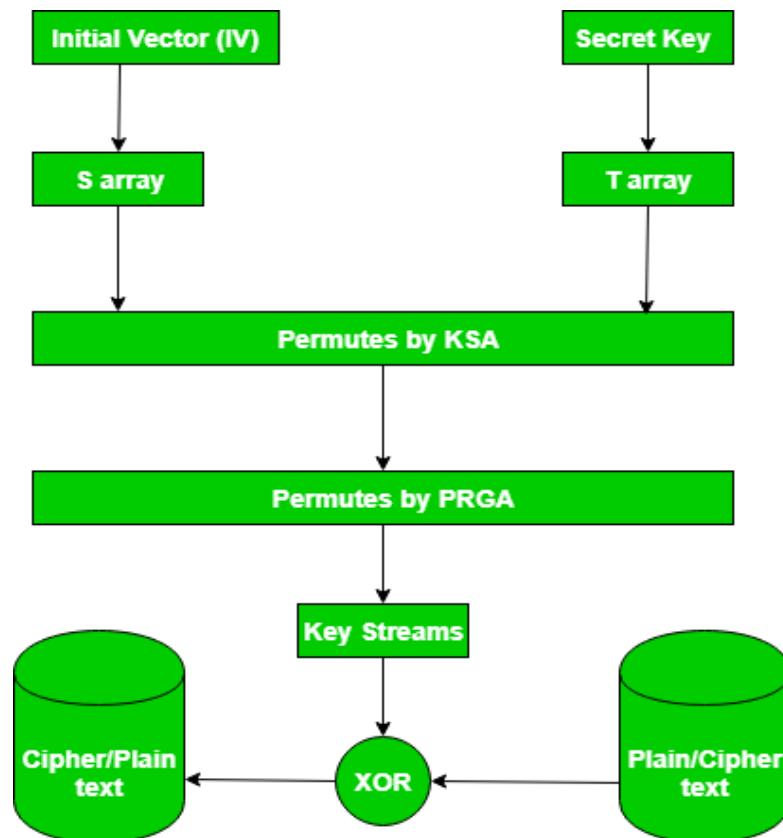 Initial Vector (IV)
Secret Key
S array
T array
Permutes by KSA
Permutes by PRGA
Key Streams
Cipher/Plain
text
XOR
Plain/Cipher
text